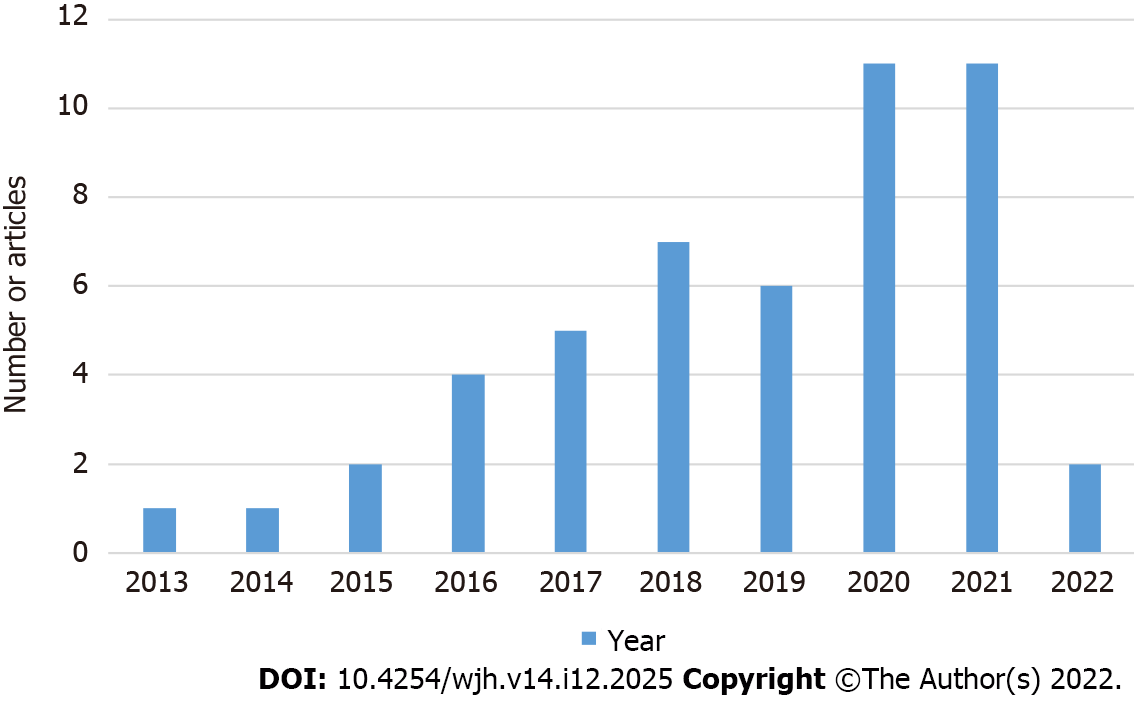 12
10
8
6
4
2
0
Number or articles
2013 2014 2015 2016 2017 2018 2019 2020 2021 2022
Year
DOI: 10.4254/wjh.v14.i12.2025 Copyright ©The Author(s) 2022.